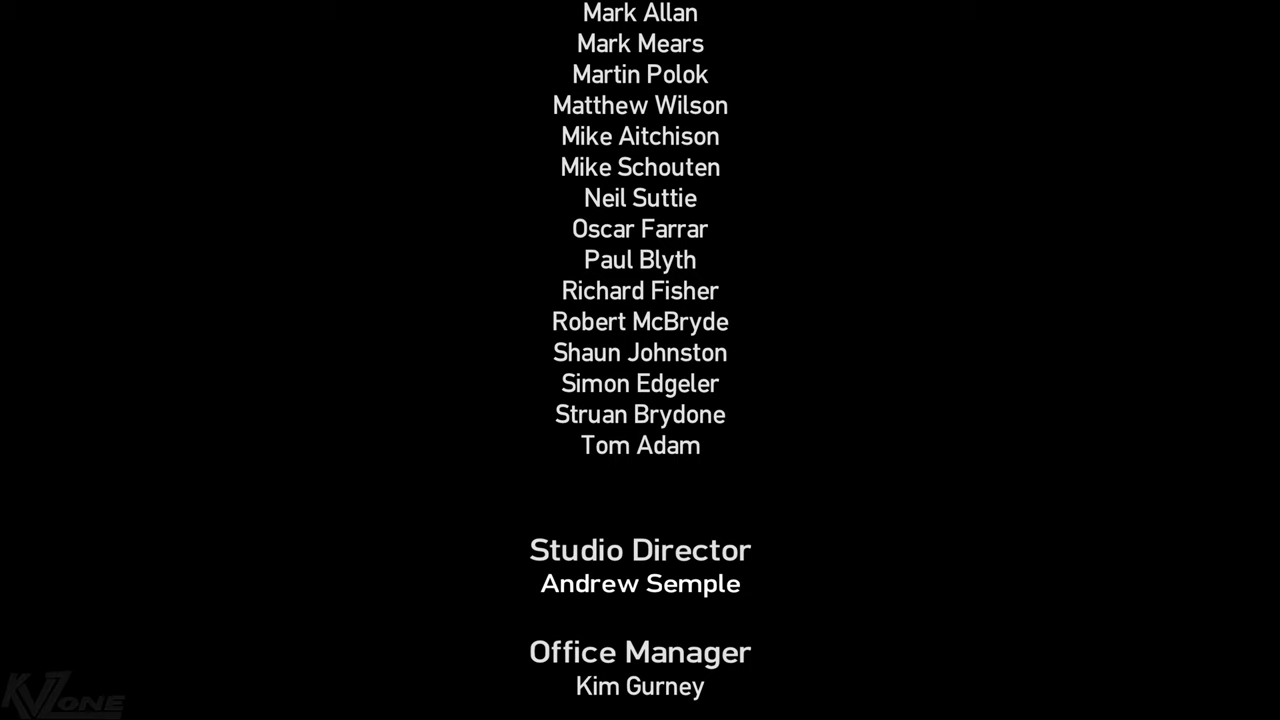 Mark Allan
Mark Mears
Martin Polok
Matthew Wilson
Mike Aitchison
Mike Schouten
Neil Suttie
Oscar Farrar
Paul Blyth
Richard Fisher
Robert McBryde
Shaun Johnston
Simon Edgeler
Struan Brydone
Tom Adam
Studio Director
Andrew Semple
Office Manager
Kim Gurney
KVZONE